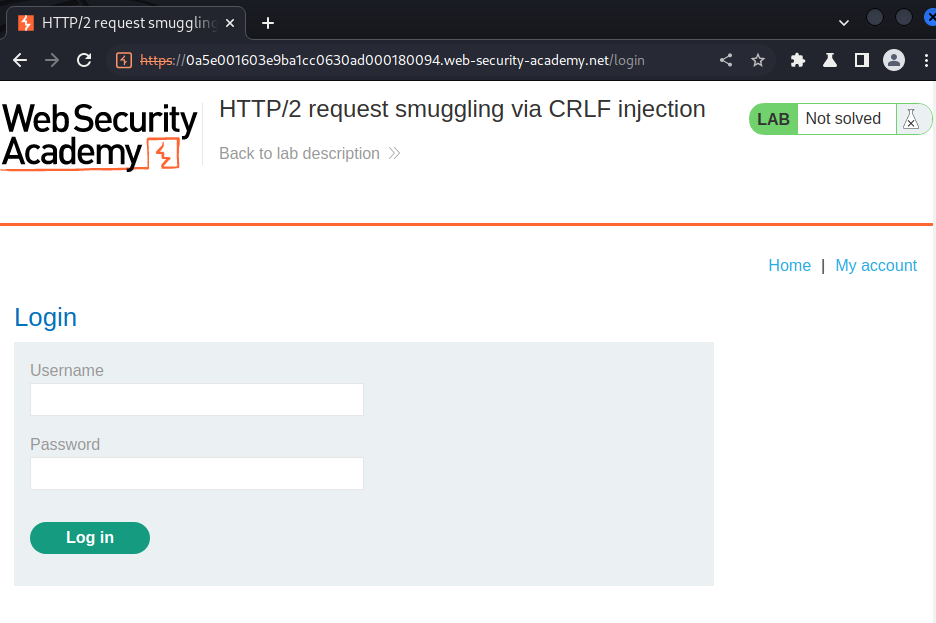 HTTP/2 request smuggling
https://0a5e001603e9ba1cc0630ad000180094.web-security-academy.net/login
Web Security
Academy
HTTP/2 request smuggling via CRLF injection
Back to lab description
LAB Not solved
Home | My account
Login
Username
Password
Log in